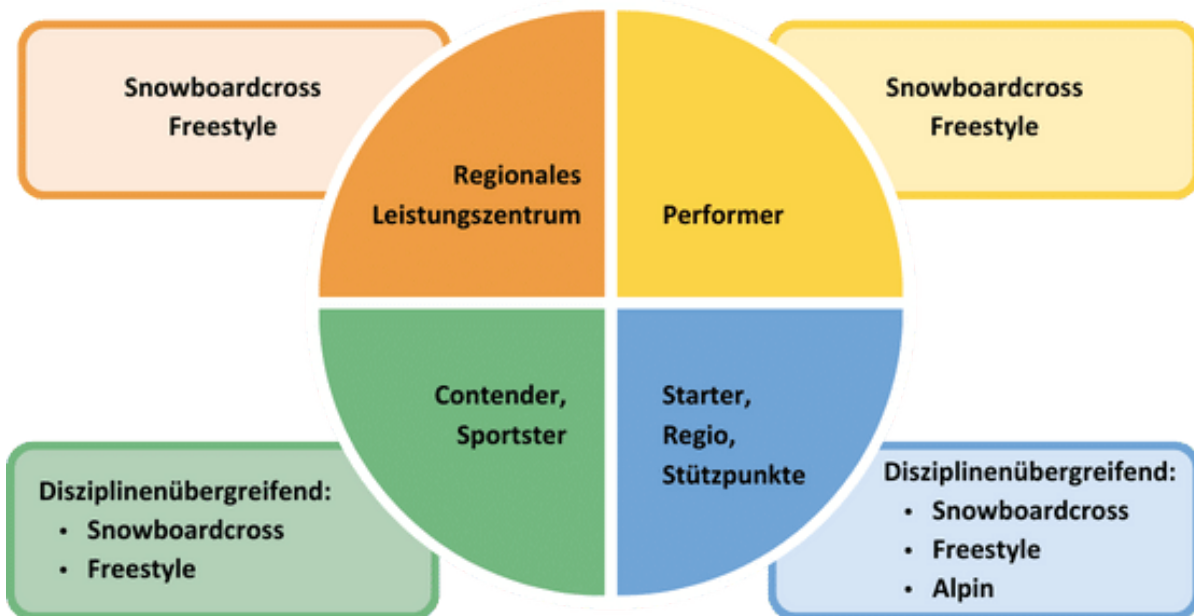 Snowboardcross
Freestyle
Snowboardcross
Freestyle
Regionales
Leistungszentrum
Performer
Contender,
Sportster
Starter,
Regio,
Stützpunkte
Disziplinenübergreifend:
• Snowboardcross
• Freestyle
Disziplinenübergreifend:
• Snowboardcross
• Freestyle
• Alpin